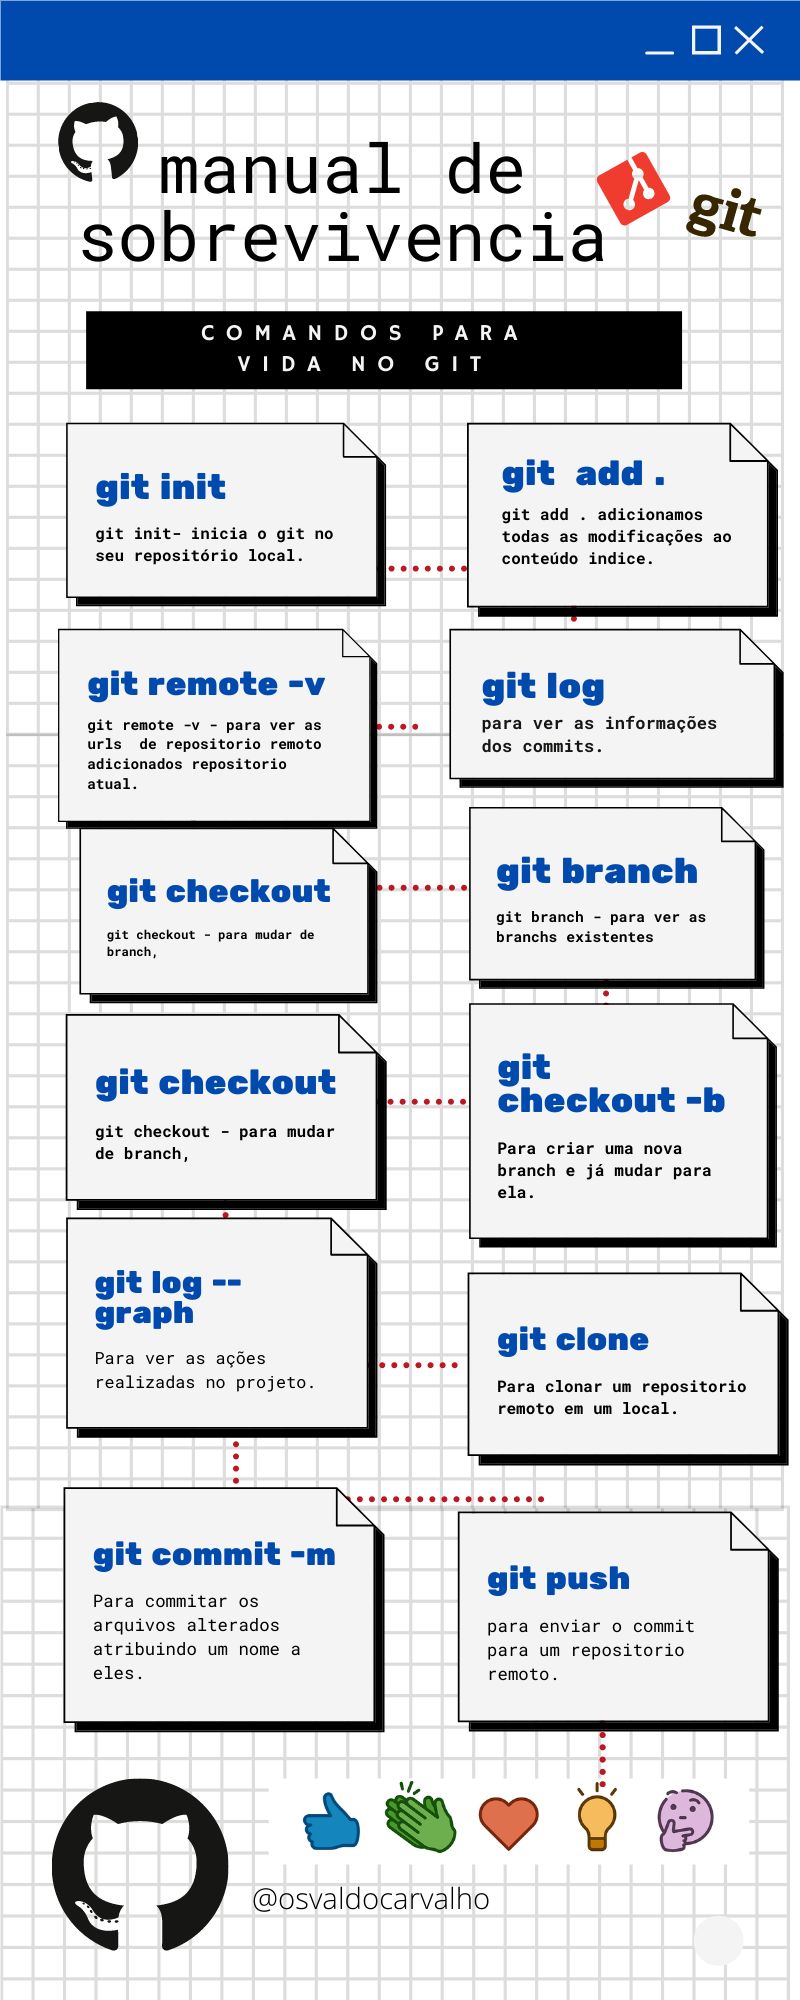 manual de
sobrevivencia
git
COMANDOS PARA
VIDA NO GIT
git init
git init- inicia o git no
seu repositório local.
git  add .
git add . adicionamos
todas as modificações ao
conteúdo indice.
git remote -v
git remote -v - para ver as
urls  de repositorio remoto
adicionados repositorio
atual.
git log
para ver as informações
dos commits.
git checkout
git checkout - para mudar de
branch,
git branch
git branch - para ver as
branchs existentes
git checkout
git checkout - para mudar
de branch,
git
checkout -b
Para criar uma nova
branch e já mudar para
ela.
git log --
graph
Para ver as ações
realizadas no projeto.
git clone
Para clonar um repositorio
remoto em um local.
git commit -m
Para commitar os
arquivos alterados
atribuindo um nome a
eles.
git push
para enviar o commit
para um repositorio
remoto.
@osvaldocarvalho